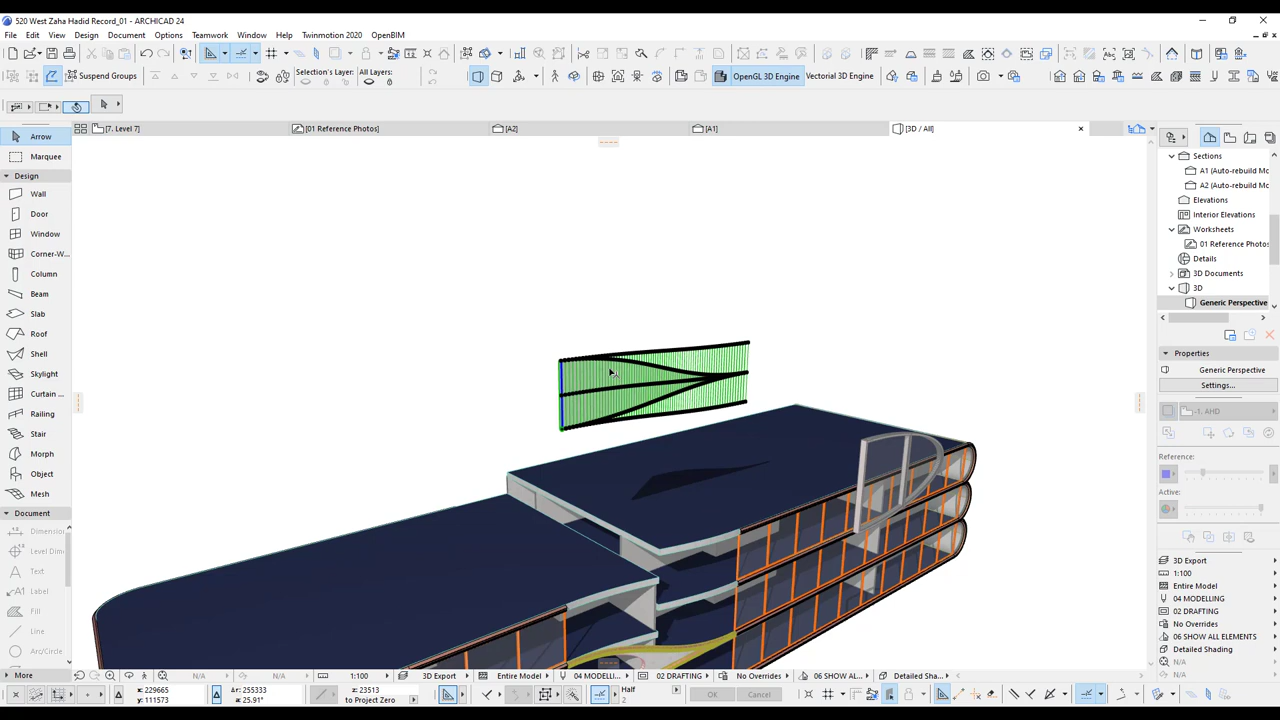 520 West Zaha Hadid Record_01 - ARCHICAD 24
File Edit View Design Document Options Teamwork Window Help Twinmotion 2020 OpenBIM
Suspend Groups
Selection's Layer:
All Layers:
OpenGL 3D Engine
Vectorial 3D Engine
[7. Level 7]
[01 Reference Photos]
[A2]
[A1]
[3D / All]
Arrow
Marquee
Design
Wall
Door
Window
Corner-W...
Column
Beam
Slab
Roof
Shell
Skylight
Curtain ...
Railing
Stair
Morph
Object
Mesh
Document
Dimensio
Level Dim
Text
Label
Fill
Line
Arc/Circle
More
Sections
A1 (Auto-rebuild Mo
A2 (Auto-rebuild Mo
Elevations
Interior Elevations
Worksheets
01 Reference Photos
Details
3D Documents
3D
Generic Perspective
Properties
Generic Perspective
Settings...
-1. AHD
Reference:
Active:
3D Export
1:100
Entire Model
04 MODELLING
02 DRAFTING
No Overrides
06 SHOW ALL ELEMENTS
Detailed Shading
N/A
N/A
N/A
1:100
3D Export
Entire Model
04 MODELLI...
02 DRAFTING
No Overrides
06 SHOW AL...
Detailed Sha...
x: 229665
y: 111573
Δr: 255333
∡: 25.91°
z: 23513
to Project Zero
Half
2
OK
Cancel